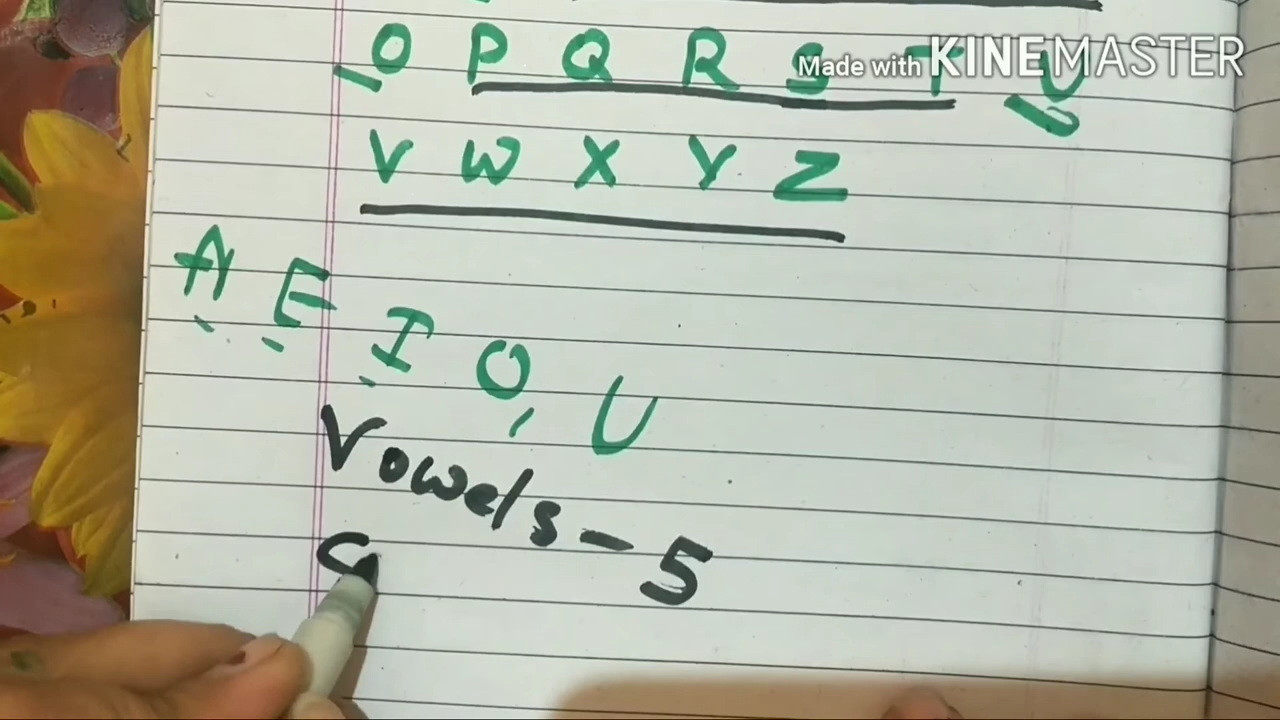 O P Q R S T U
Made with KINEMASTER
V W X Y Z
A E I O, U
Vowels - 5
C